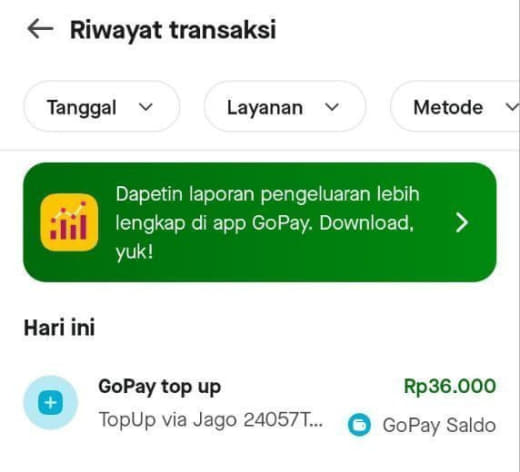 Riwayat transaksi
Tanggal
Layanan
Metode
Dapetin laporan pengeluaran lebih
lengkap di app GoPay. Download,
yuk!
Hari ini
GoPay top up
Rp36.000
TopUp via Jago 24057T...
GoPay Saldo